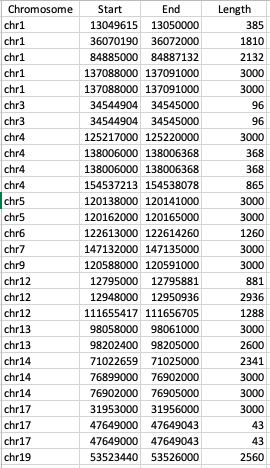 Chromosome Start End Length
chr1 13049615 13050000 385
chr1 36070190 36072000 1810
chr1 84885000 84887132 2132
chr1 137088000 137091000 3000
chr1 137088000 137091000 3000
chr3 34544904 34545000 96
chr3 34544904 34545000 96
chr4 125217000 125220000 3000
chr4 138006000 138006368 368
chr4 138006000 138006368 368
chr4 154537213 154538078 865
chr5 120138000 120141000 3000
chr5 120162000 120165000 3000
chr6 122613000 122614260 1260
chr7 147132000 147135000 3000
chr9 120588000 120591000 3000
chr12 12795000 12795881 881
chr12 12948000 12950936 2936
chr12 111655417 111656705 1288
chr13 98058000 98061000 3000
chr13 98202400 98205000 2600
chr14 71022659 71025000 2341
chr14 76899000 76902000 3000
chr14 76902000 76905000 3000
chr17 31953000 31956000 3000
chr17 47649000 47649043 43
chr17 47649000 47649043 43
chr19 53523440 53526000 2560